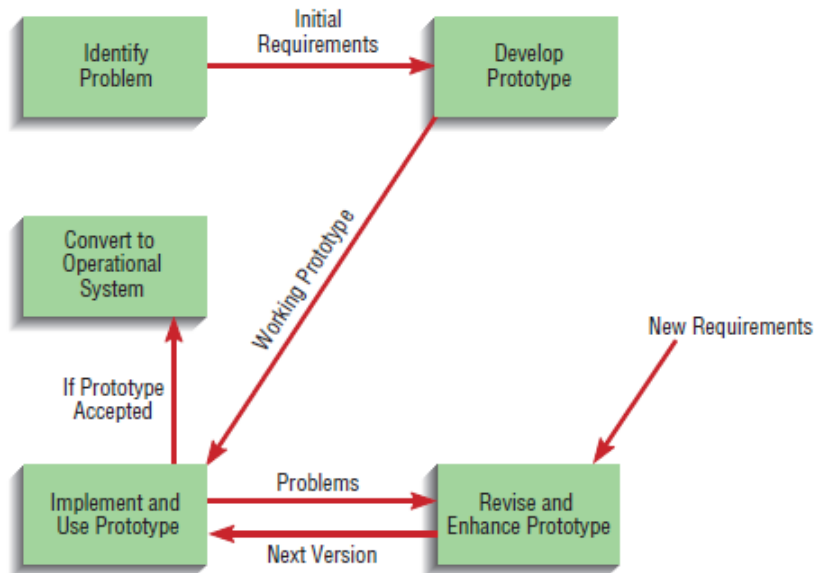 Identify
Problem
Initial
Requirements
Develop
Prototype
Working Prototype
Convert to
Operational
System
New Requirements
If Prototype
Accepted
Implement and
Use Prototype
Problems
Next Version
Revise and
Enhance Prototype